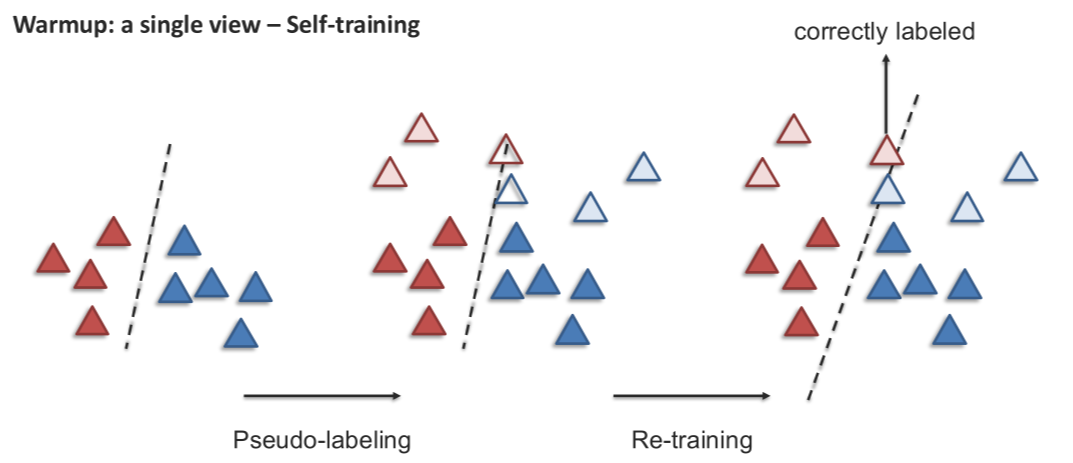 Warmup: a single view – Self-training
correctly labeled
Pseudo-labeling
Re-training